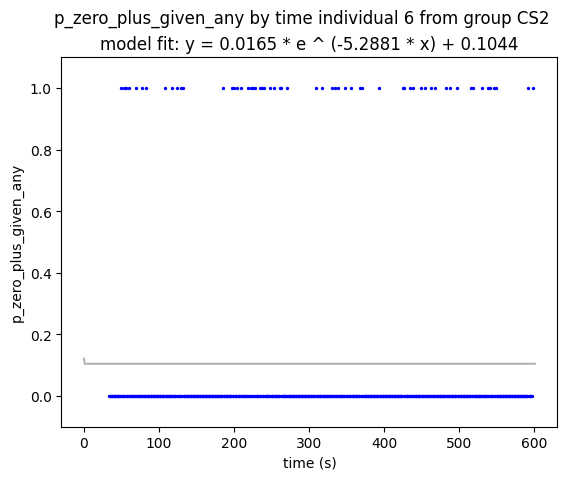 p_zero_plus_given_any by time individual 6 from group CS2
model fit: y = 0.0165 * e ^ (-5.2881 * x) + 0.1044
1.0
0.8
0.6
0.4
0.2
0.0
p_zero_plus_given_any
0 100 200 300 400 500 600
time (s)